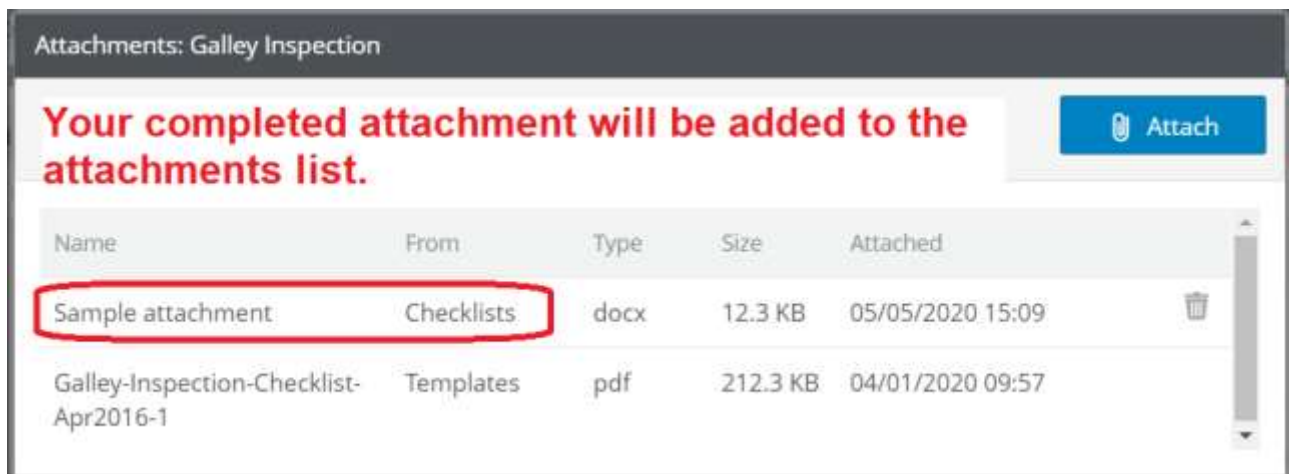 Attachments: Galley Inspection
Your completed attachment will be added to the
attachments list.
Attach
Name From Type Size Attached
Sample attachment Checklists docx 12.3 KB 05/05/2020 15:09
Galley-Inspection-Checklist- Templates pdf 212.3 KB 04/01/2020 09:57
Apr2016-1